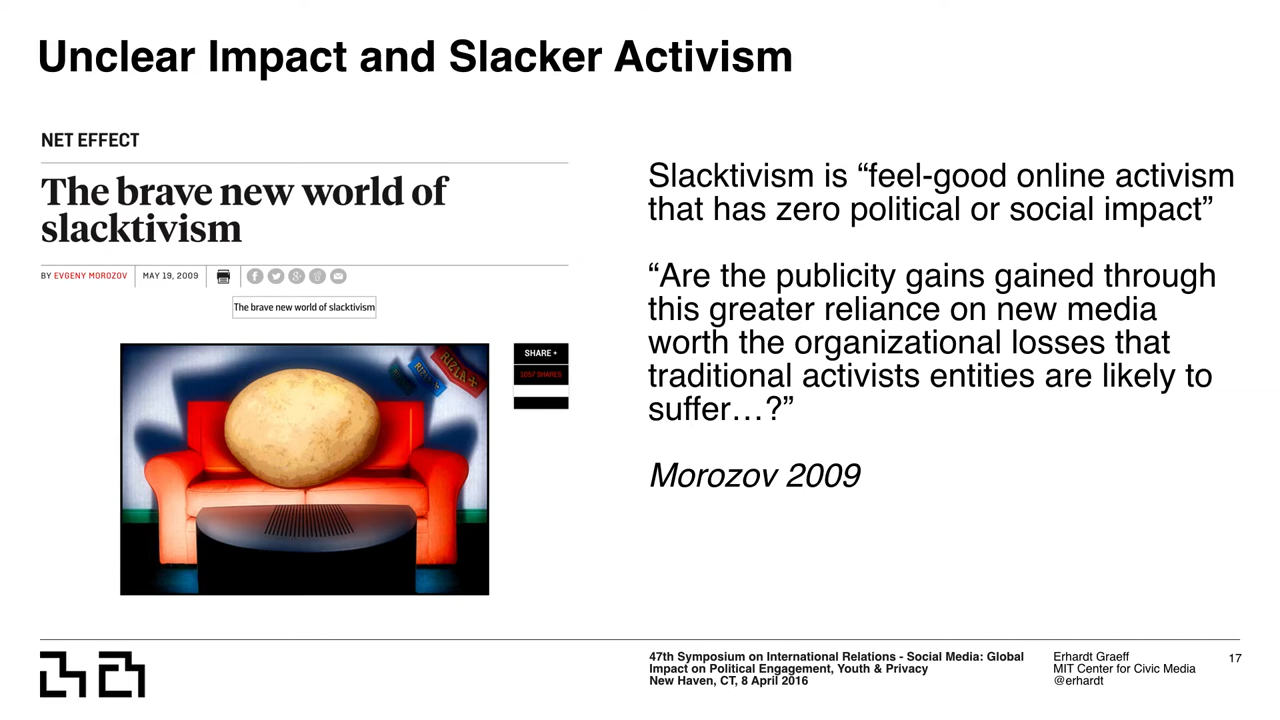 Unclear Impact and Slacker Activism
NET EFFECT
The brave new world of
slacktivism
BY EVGENY MOROZOV MAY 19, 2009
The brave new world of slacktivism
RIZLA+
RIZLA+
SHARE +
1057 SHARES
Slacktivism is “feel-good online activism
that has zero political or social impact”
“Are the publicity gains gained through
this greater reliance on new media
worth the organizational losses that
traditional activists entities are likely to
suffer…?”
Morozov 2009
47th Symposium on International Relations - Social Media: Global
Impact on Political Engagement, Youth & Privacy
New Haven, CT, 8 April 2016
Erhardt Graeff
MIT Center for Civic Media
@erhardt
17